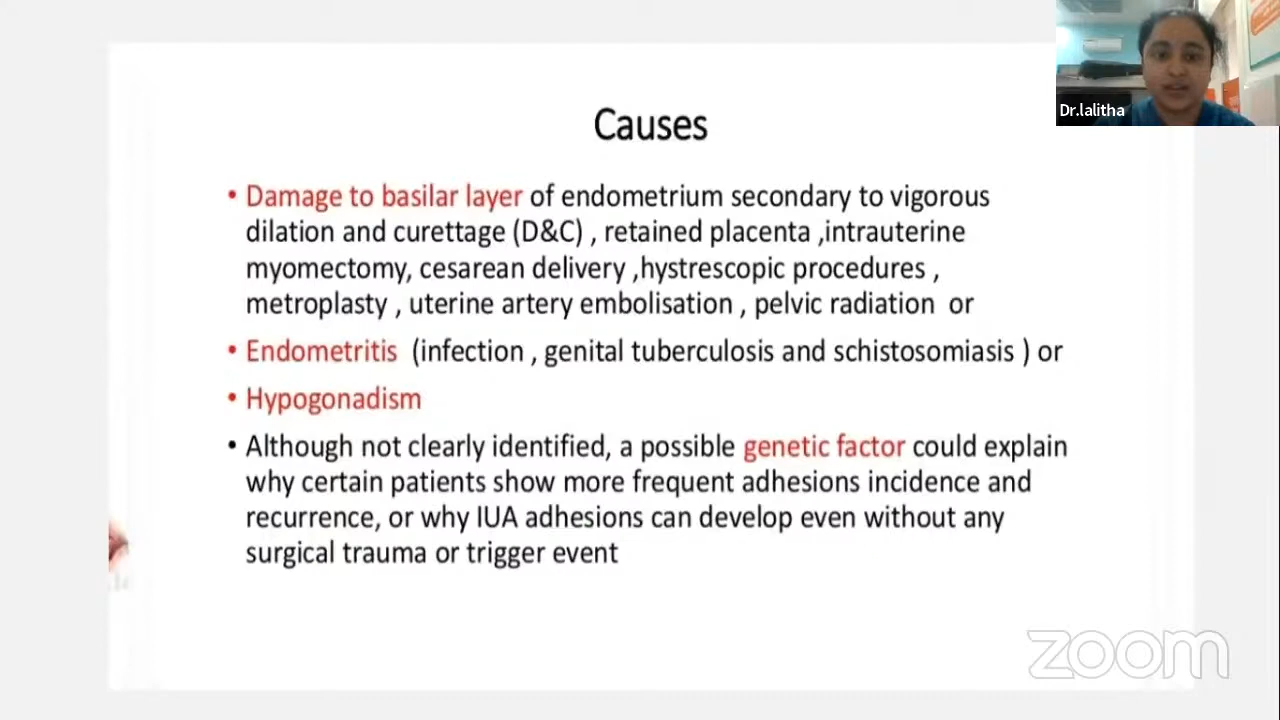 Dr.lalitha
Causes
• Damage to basilar layer of endometrium secondary to vigorous
dilation and curettage (D&C) , retained placenta ,intrauterine
myomectomy, cesarean delivery ,hystrescopic procedures ,
metroplasty , uterine artery embolisation , pelvic radiation or
• Endometritis (infection , genital tuberculosis and schistosomiasis ) or
• Hypogonadism
• Although not clearly identified, a possible genetic factor could explain
why certain patients show more frequent adhesions incidence and
recurrence, or why IUA adhesions can develop even without any
surgical trauma or trigger event
zoom